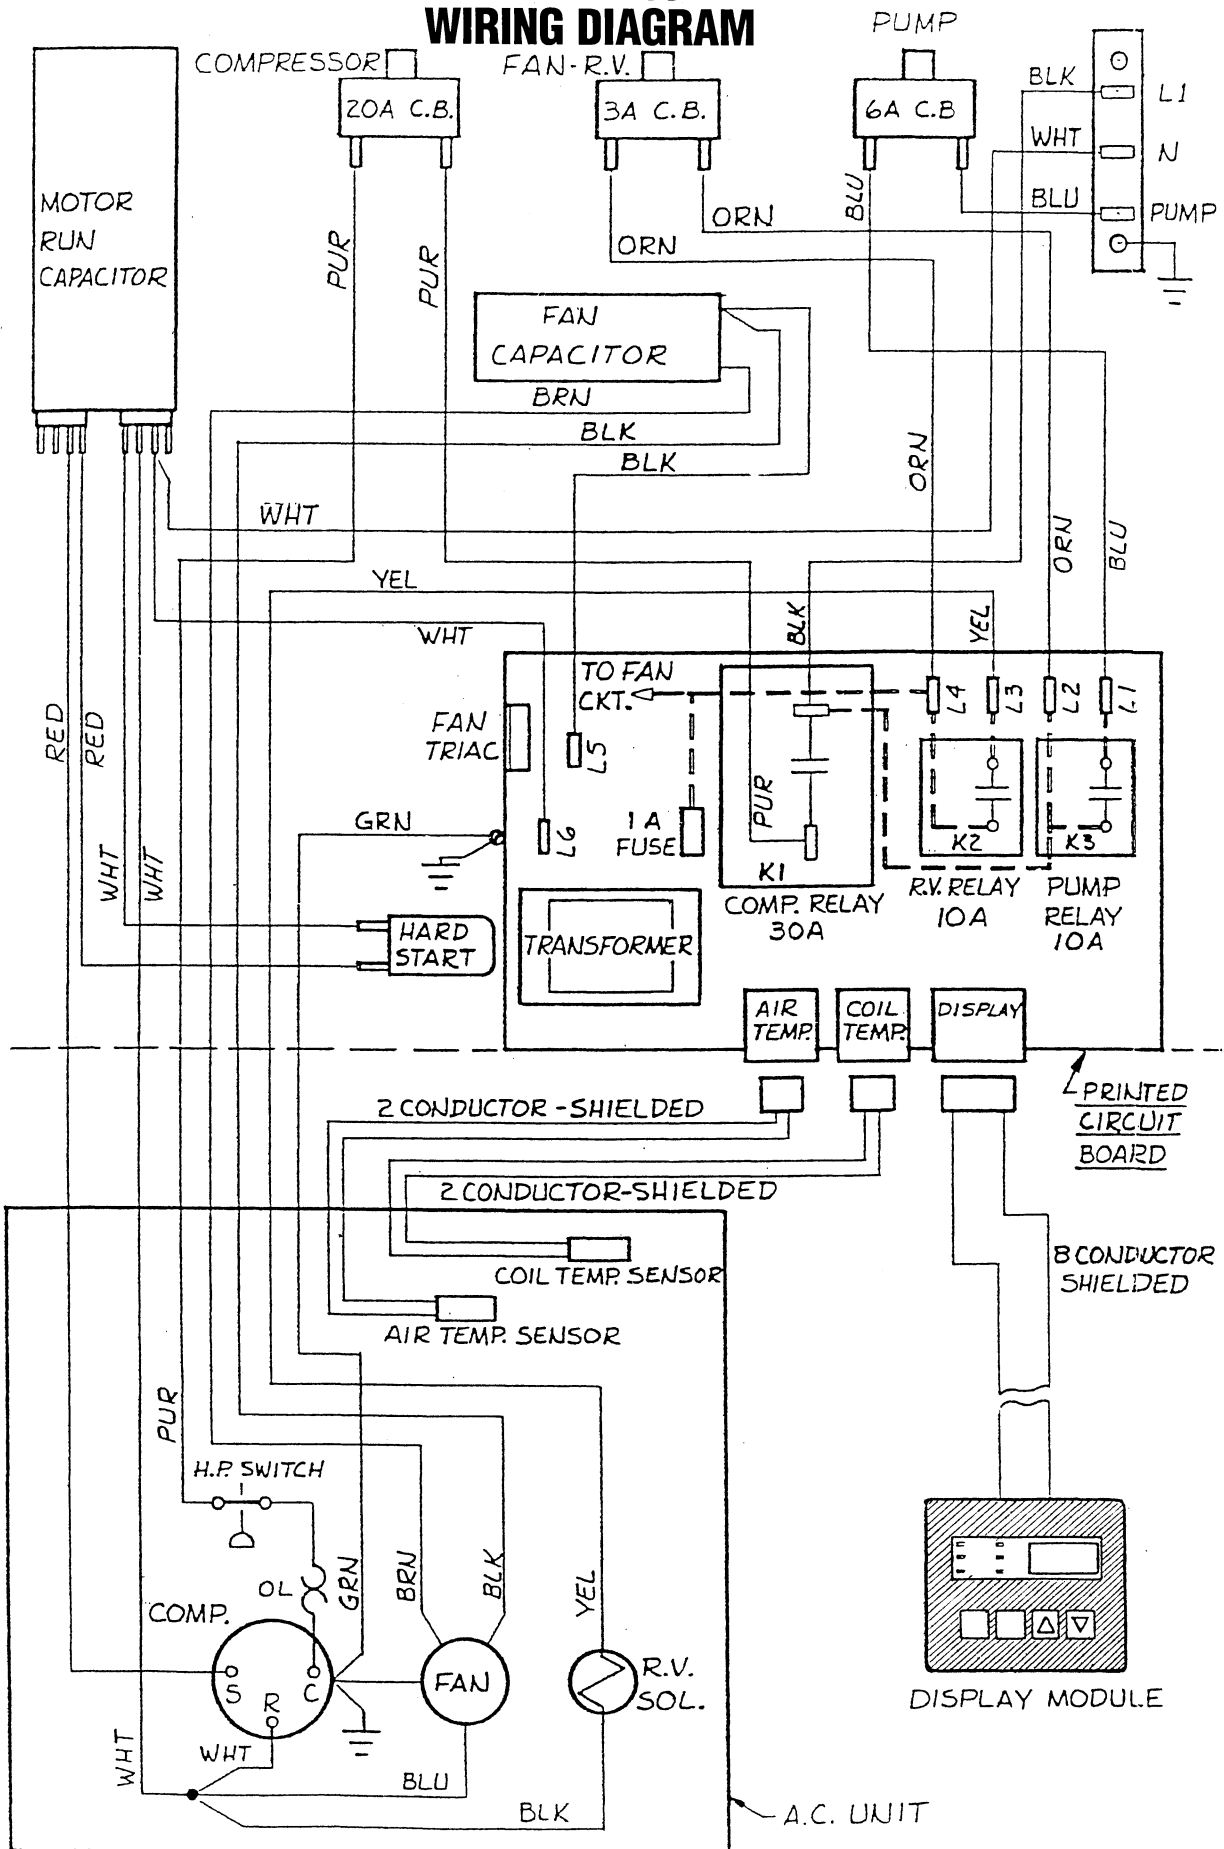 WIRING DIAGRAM
COMPRESSOR
20A C.B.
FAN-R.V.
3A C.B.
PUMP
6A C.B
BLK
L1
WHT
N
BLU
PUMP
MOTOR
RUN
CAPACITOR
PUR
PUR
ORN
ORN
BLU
FAN
CAPACITOR
BRN
BLK
BLK
WHT
ORN
ORN
BLU
YEL
WHT
BLK
YEL
TO FAN
CKT.
L4
L3
L2
L1
FAN
TRIAC
L5
RED
RED
GRN
L6
1 A
FUSE
PUR
K1
K2
K3
COMP. RELAY
30A
R.V. RELAY
10A
PUMP
RELAY
10A
WHT
WHT
HARD
START
TRANSFORMER
AIR
TEMP.
COIL
TEMP.
DISPLAY
PRINTED
CIRCUIT
BOARD
2 CONDUCTOR -SHIELDED
2 CONDUCTOR-SHIELDED
8 CONDUCTOR
SHIELDED
COIL TEMP. SENSOR
AIR TEMP. SENSOR
PUR
H.P. SWITCH
OL
GRN
BRN
BLK
YEL
COMP.
S
C
R
FAN
R.V.
SOL.
DISPLAY MODULE
WHT
WHT
BLU
BLK
A.C. UNIT